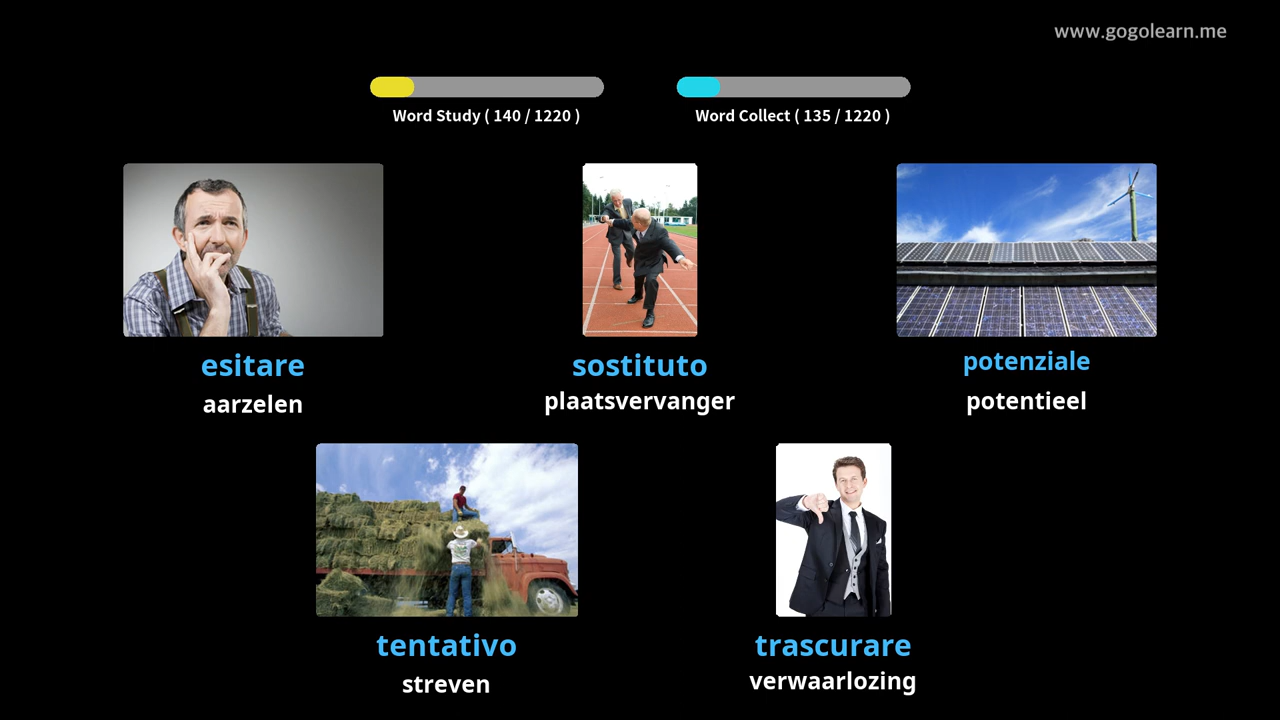 www.gogolearn.me
Word Study ( 140 / 1220 )
Word Collect ( 135 / 1220 )
esitare
aarzelen
sostituto
plaatsvervanger
potenziale
potentieel
tentativo
streven
trascurare
verwaarlozing